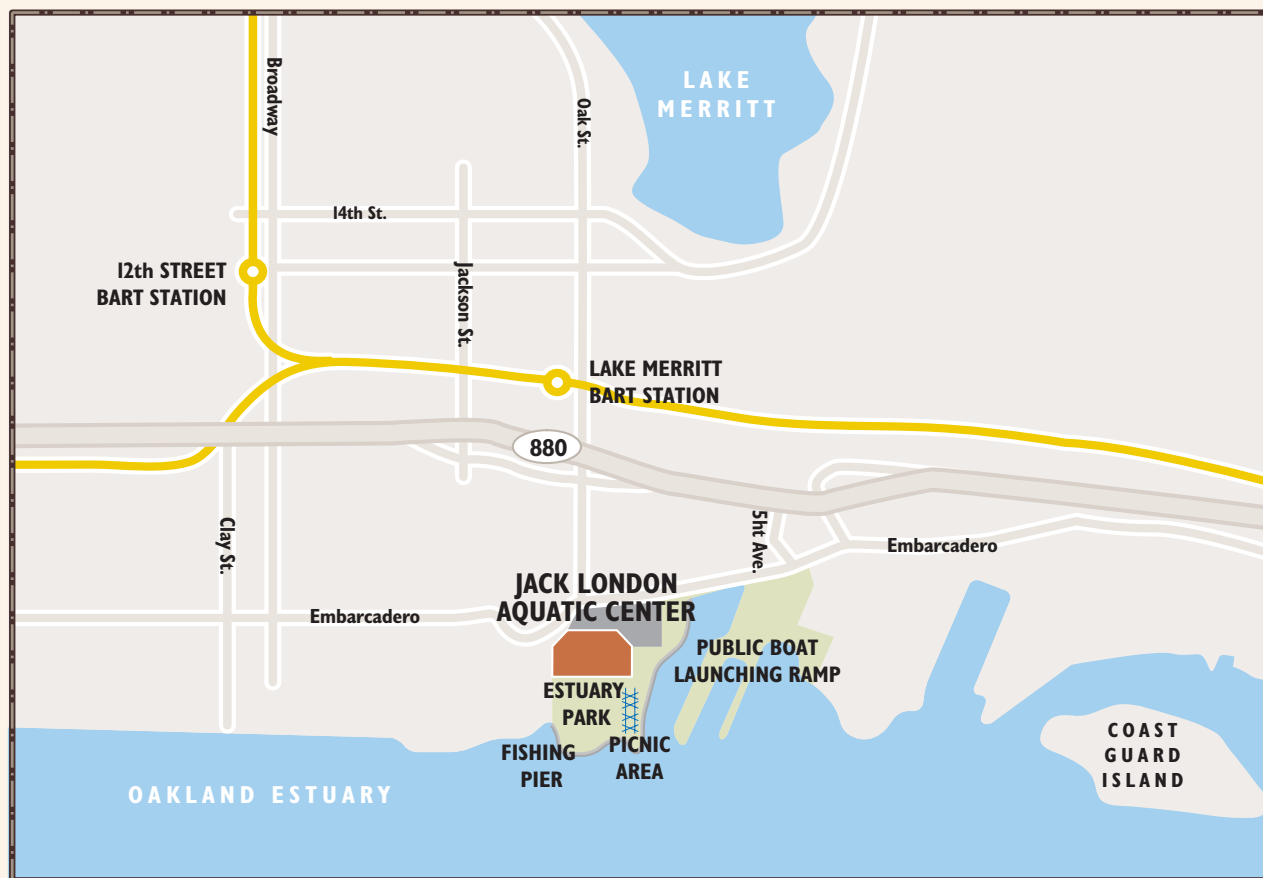 LAKE
MERRITT
Broadway
Oak St.
14th St.
12th STREET
BART STATION
Jackson St.
LAKE MERRITT
BART STATION
880
Clay St.
5ht Ave.
Embarcadero
JACK LONDON
AQUATIC CENTER
Embarcadero
PUBLIC BOAT
LAUNCHING RAMP
ESTUARY
PARK
FISHING
PIER
PICNIC
AREA
COAST
GUARD
ISLAND
OAKLAND ESTUARY